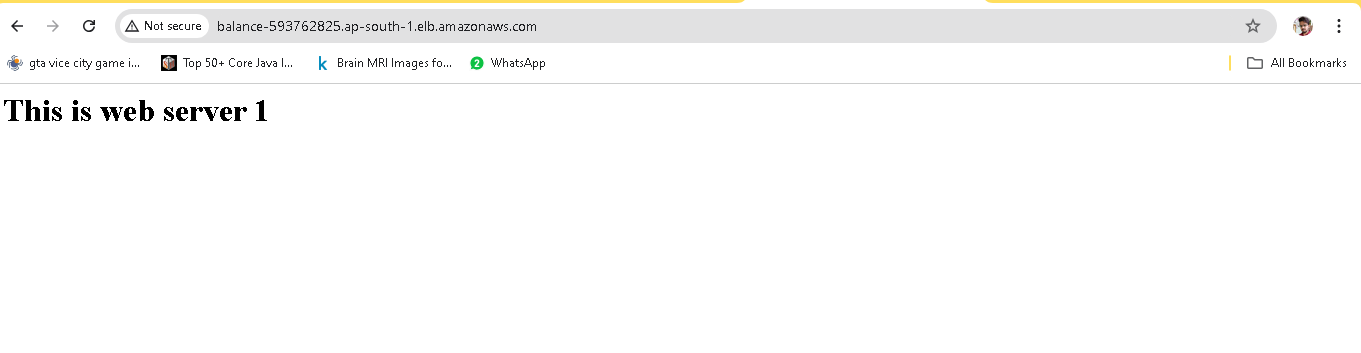 Not secure balance-593762825.ap-south-1.elb.amazonaws.com
gta vice city game i... Top 50+ Core Java I... Brain MRI Images fo... 2 WhatsApp All Bookmarks
This is web server 1